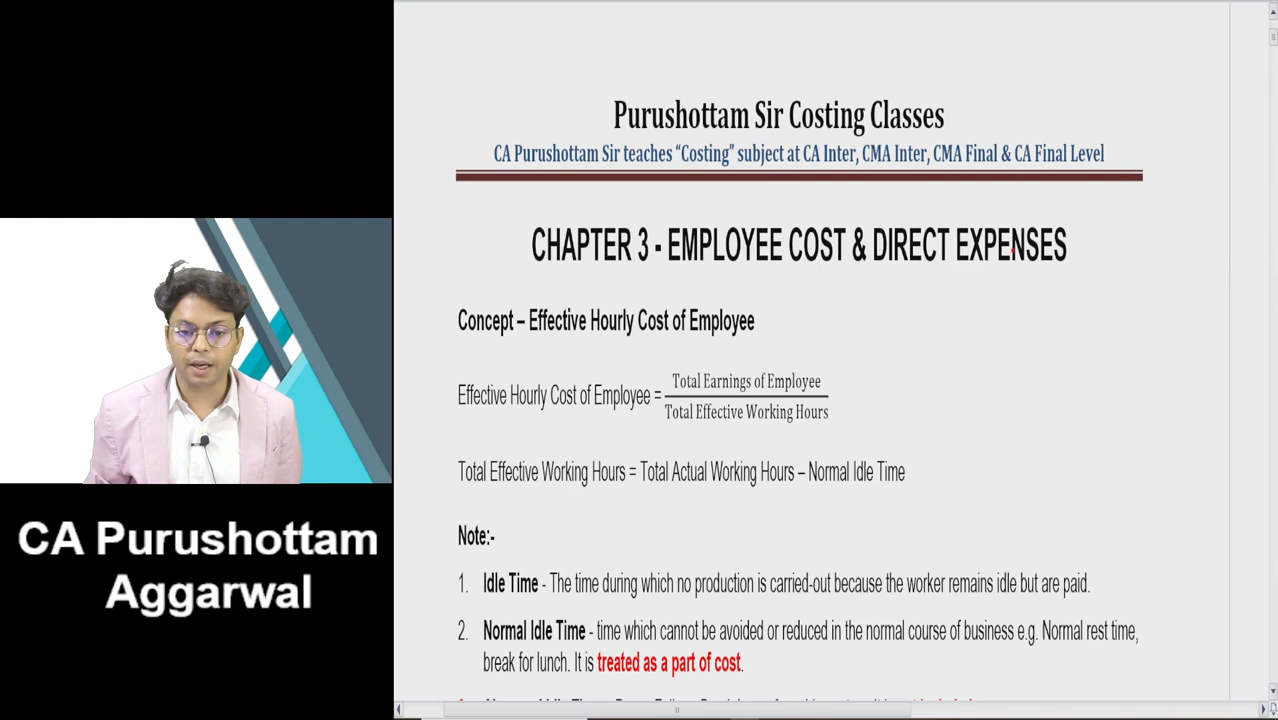 Purushottam Sir Costing Classes
CA Purushottam Sir teaches “Costing” subject at CA Inter, CMA Inter, CMA Final & CA Final Level
CHAPTER 3 - EMPLOYEE COST & DIRECT EXPENSES
Concept – Effective Hourly Cost of Employee
Effective Hourly Cost of Employee = Total Earnings of Employee
Total Effective Working Hours
Total Effective Working Hours = Total Actual Working Hours – Normal Idle Time
Note:-
1. Idle Time - The time during which no production is carried-out because the worker remains idle but are paid.
2. Normal Idle Time - time which cannot be avoided or reduced in the normal course of business e.g. Normal rest time,
break for lunch. It is treated as a part of cost.
CA Purushottam
Aggarwal